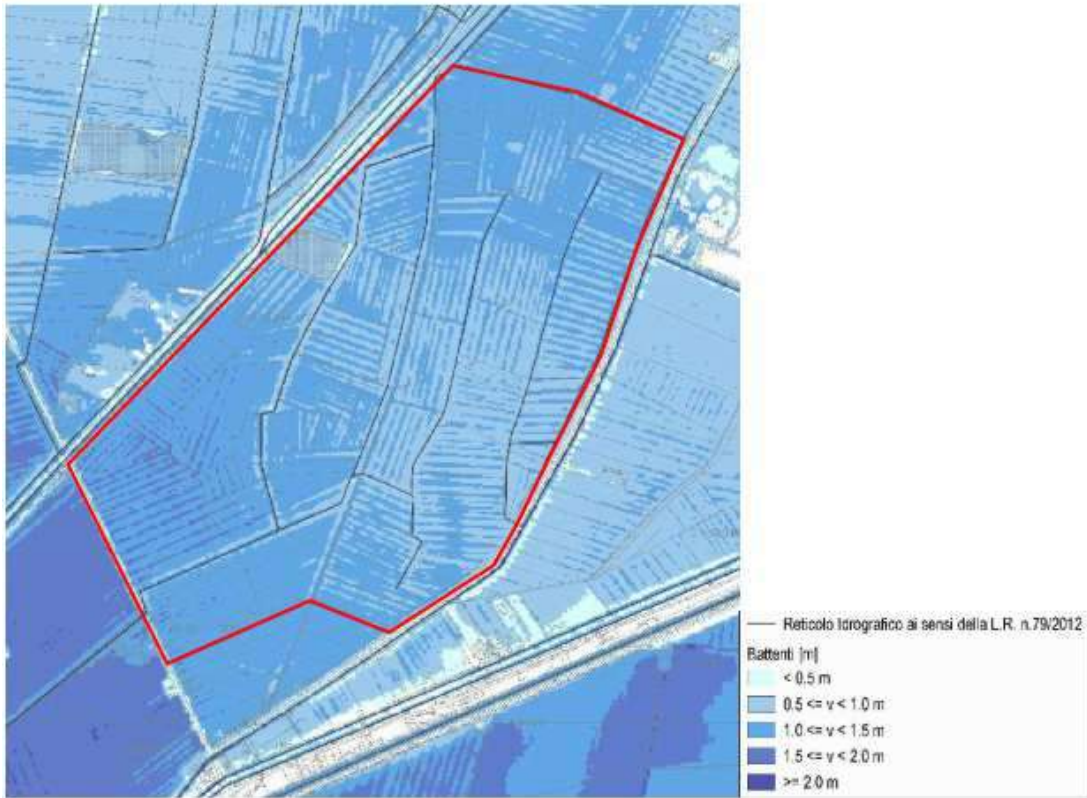 Reticolo Idrografico ai sensi della L.R. n.79/2012
Battenti [m]
< 0.5 m
0.5 <= v < 1.0 m
1.0 <= v < 1.5 m
1.5 <= v < 2.0 m
>= 2.0 m